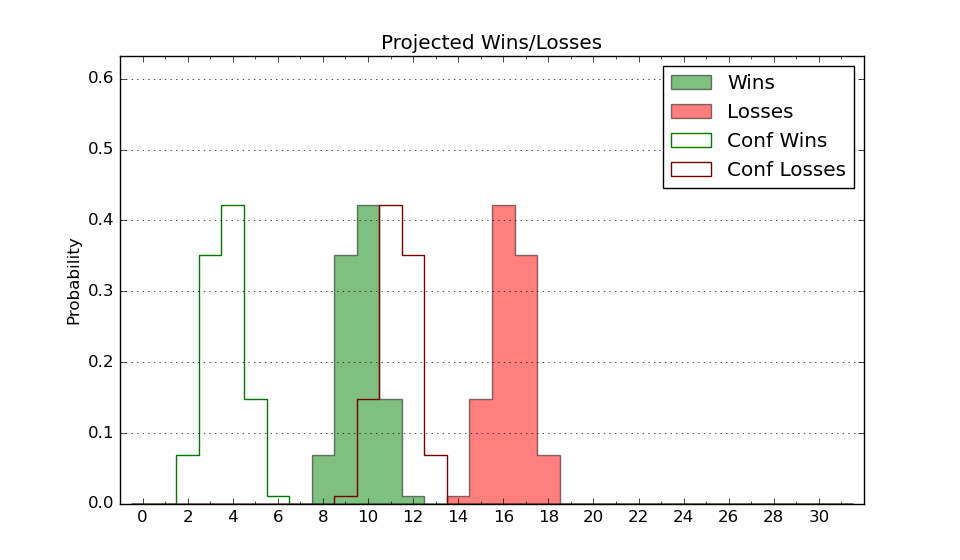 Projected Wins/Losses
Wins
Losses
Conf Wins
Conf Losses
Probability
0.6
0.5
0.4
0.3
0.2
0.1
0.0
0 2 4 6 8 10 12 14 16 18 20 22 24 26 28 30